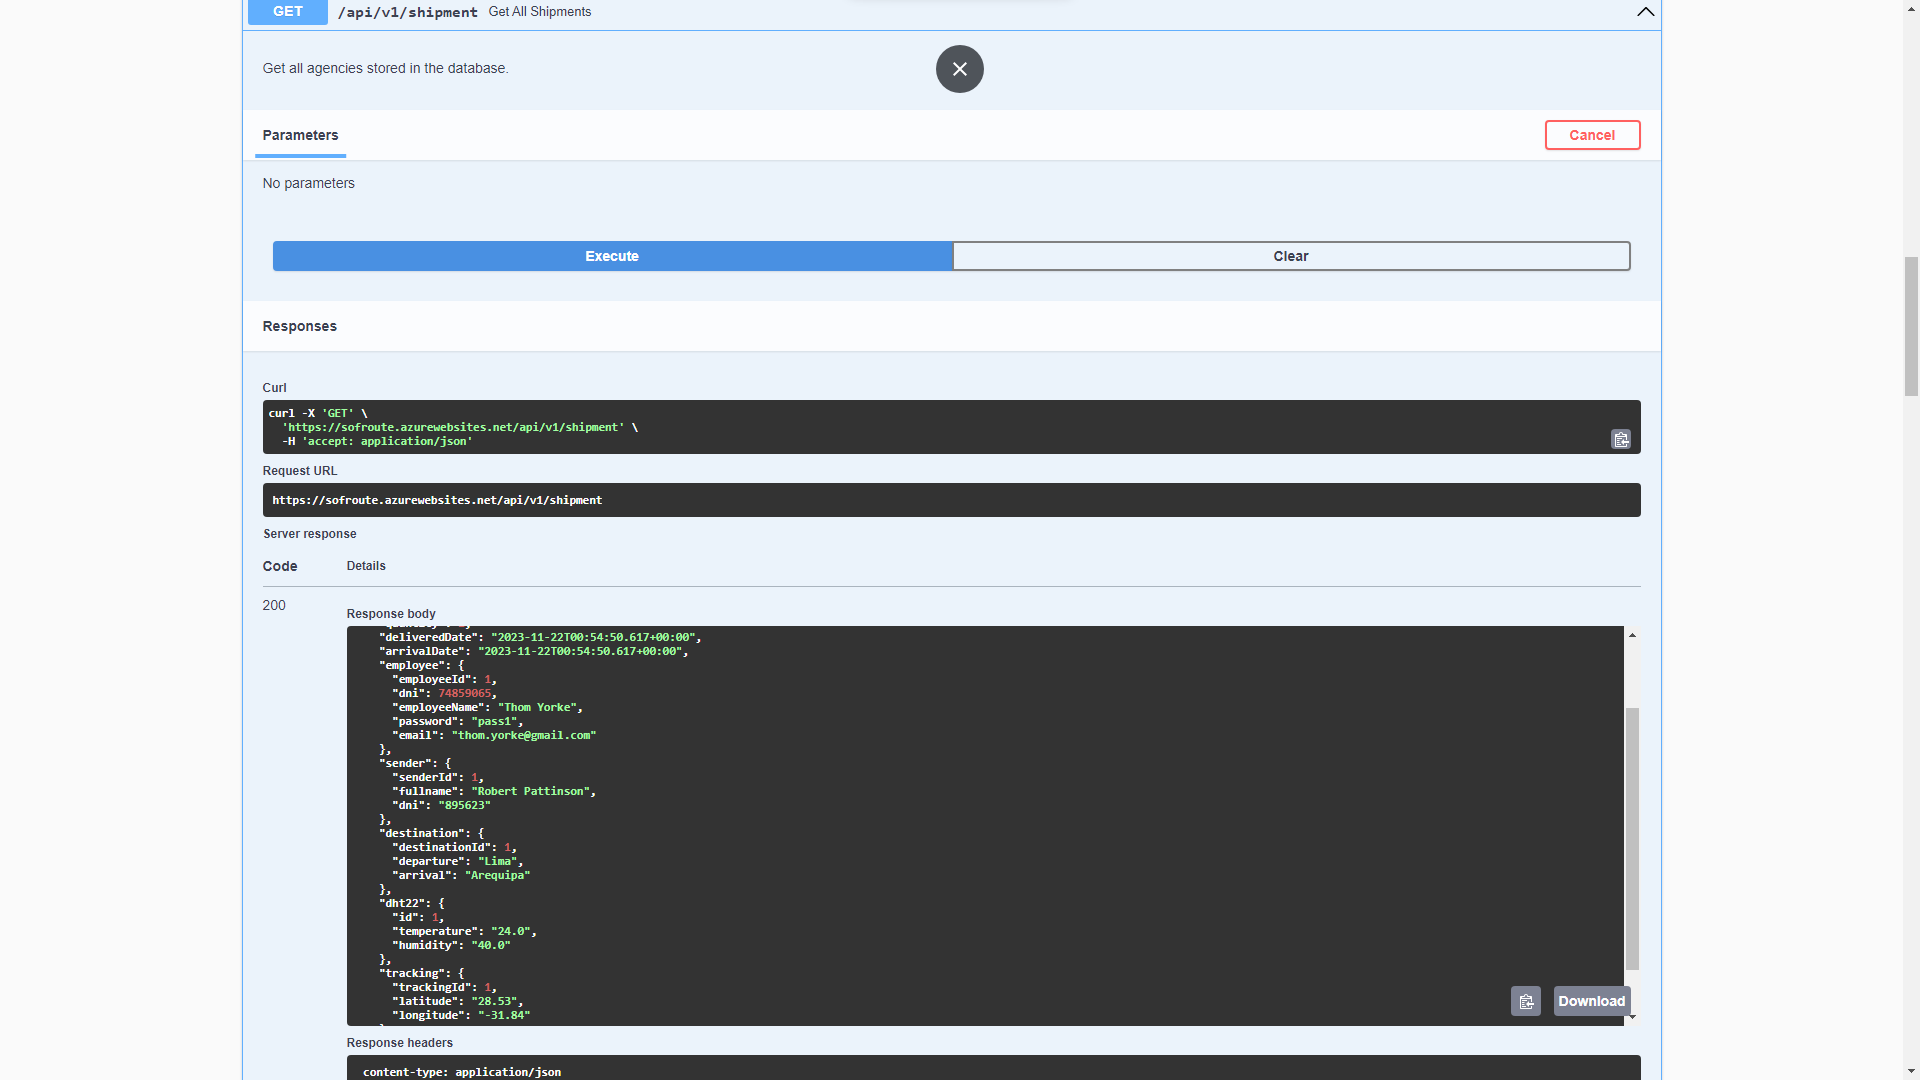 GET /api/v1/shipment Get All Shipments
Get all agencies stored in the database.
Parameters
Cancel
No parameters
Execute
Clear
Responses
Curl
curl -X 'GET' \
'https://sofroute.azurewebsites.net/api/v1/shipment' \
-H 'accept: application/json'
Request URL
https://sofroute.azurewebsites.net/api/v1/shipment
Server response
Code Details
200
Response body
"deliveredDate": "2023-11-22T00:54:50.617+00:00",
"arrivalDate": "2023-11-22T00:54:50.617+00:00",
"employee": {
"employeeId": 1,
"dni": 74859065,
"employeeName": "Thom Yorke",
"password": "pass1",
"email": "thom.yorke@gmail.com"
},
"sender": {
"senderId": 1,
"fullname": "Robert Pattinson",
"dni": "895623"
},
"destination": {
"destinationId": 1,
"departure": "Lima",
"arrival": "Arequipa"
},
"dht22": {
"id": 1,
"temperature": "24.0",
"humidity": "40.0"
},
"tracking": {
"trackingId": 1,
"latitude": "28.53",
"longitude": "-31.84"
Download
Response headers
content-type: application/json